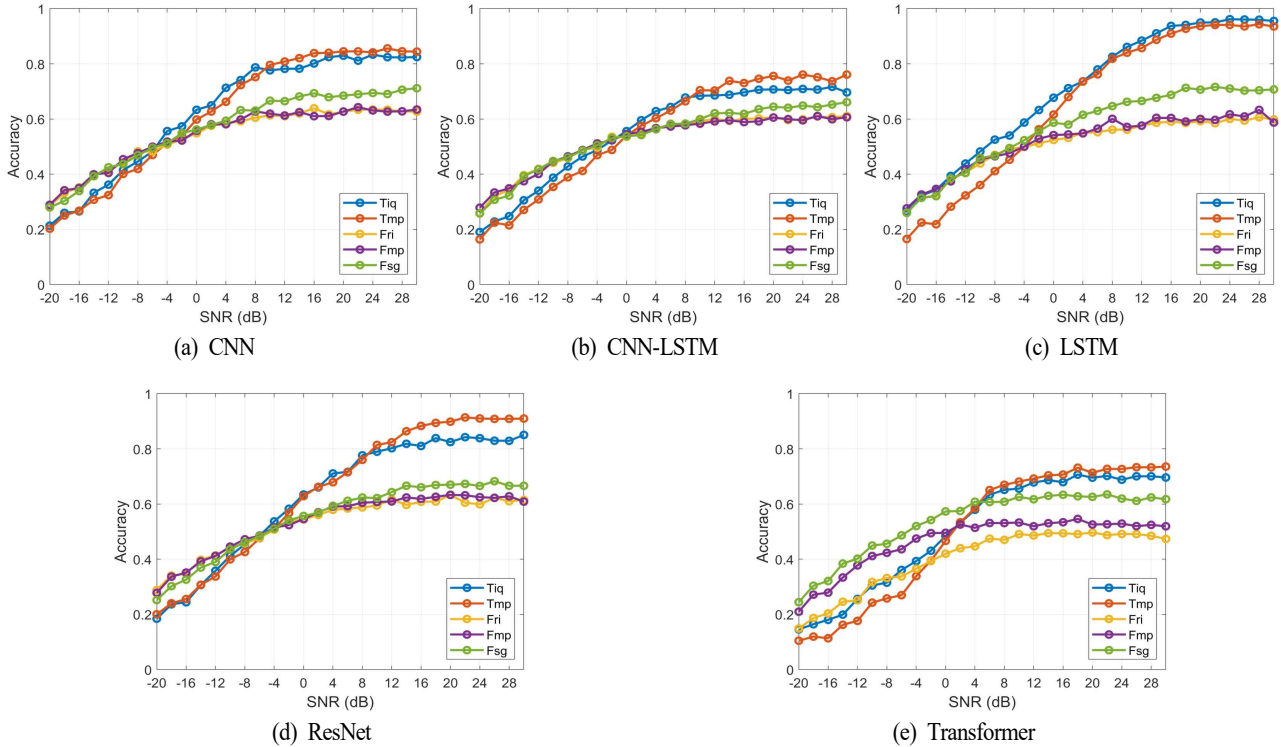 1
0.8
0.6
0.4
0.2
0
Accuracy
-20 -16 -12 -8 -4 0 4 8 12 16 20 24 28
SNR (dB)
Tiq
Tmp
Fri
Fmp
Fsg
(a) CNN
1
0.8
0.6
0.4
0.2
0
Accuracy
-20 -16 -12 -8 -4 0 4 8 12 16 20 24 28
SNR (dB)
Tiq
Tmp
Fri
Fmp
Fsg
(b) CNN-LSTM
1
0.8
0.6
0.4
0.2
0
Accuracy
-20 -16 -12 -8 -4 0 4 8 12 16 20 24 28
SNR (dB)
Tiq
Tmp
Fri
Fmp
Fsg
(c) LSTM
1
0.8
0.6
0.4
0.2
0
Accuracy
-20 -16 -12 -8 -4 0 4 8 12 16 20 24 28
SNR (dB)
Tiq
Tmp
Fri
Fmp
Fsg
(d) ResNet
1
0.8
0.6
0.4
0.2
0
Accuracy
-20 -16 -12 -8 -4 0 4 8 12 16 20 24 28
SNR (dB)
Tiq
Tmp
Fri
Fmp
Fsg
(e) Transformer